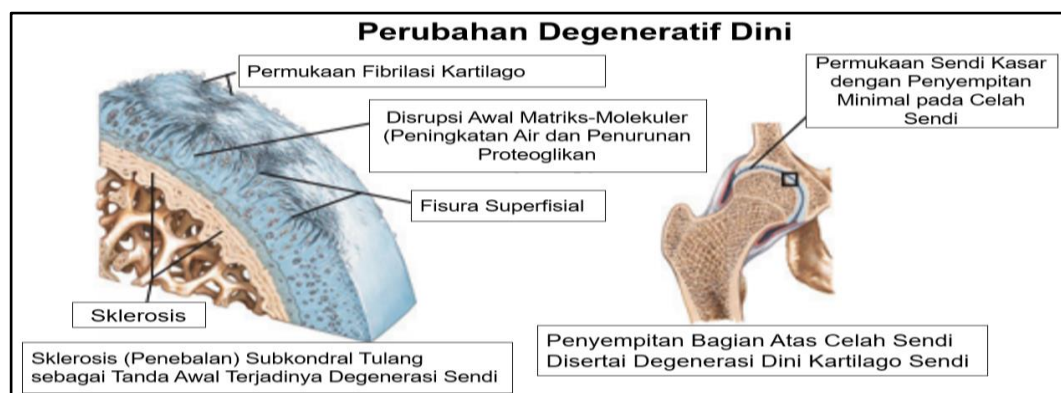 Perubahan Degeneratif Dini
Permukaan Fibrilasi Kartilago
Disrupsi Awal Matriks-Molekuler
(Peningkatan Air dan Penurunan
Proteoglikan
Fisura Superfisial
Sklerosis
Sklerosis (Penebalan) Subkondral Tulang
sebagai Tanda Awal Terjadinya Degenerasi Sendi
Permukaan Sendi Kasar
dengan Penyempitan
Minimal pada Celah
Sendi
Penyempitan Bagian Atas Celah Sendi
Disertai Degenerasi Dini Kartilago Sendi